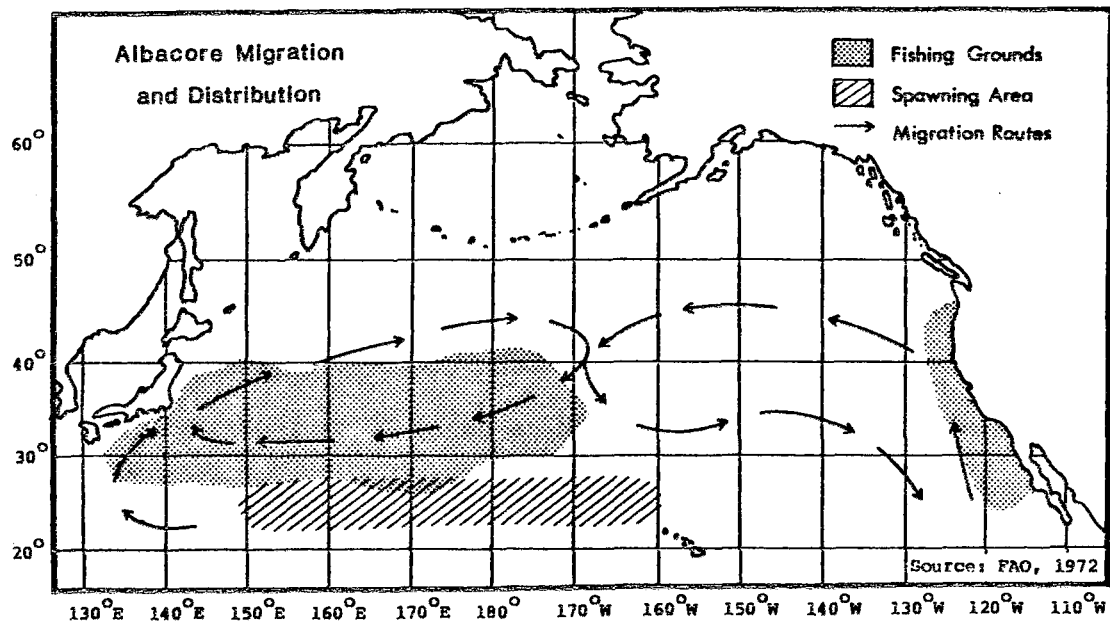 Albacore Migration
and Distribution
Fishing Grounds
Spawning Area
Migration Routes
60°
50°
40°
30°
20°
Source: FAO, 1972
130°E 140°E 150°E 160°E 170°E 180° 170°W 160°W 150°W 140°W 130°W 120°W 110°W